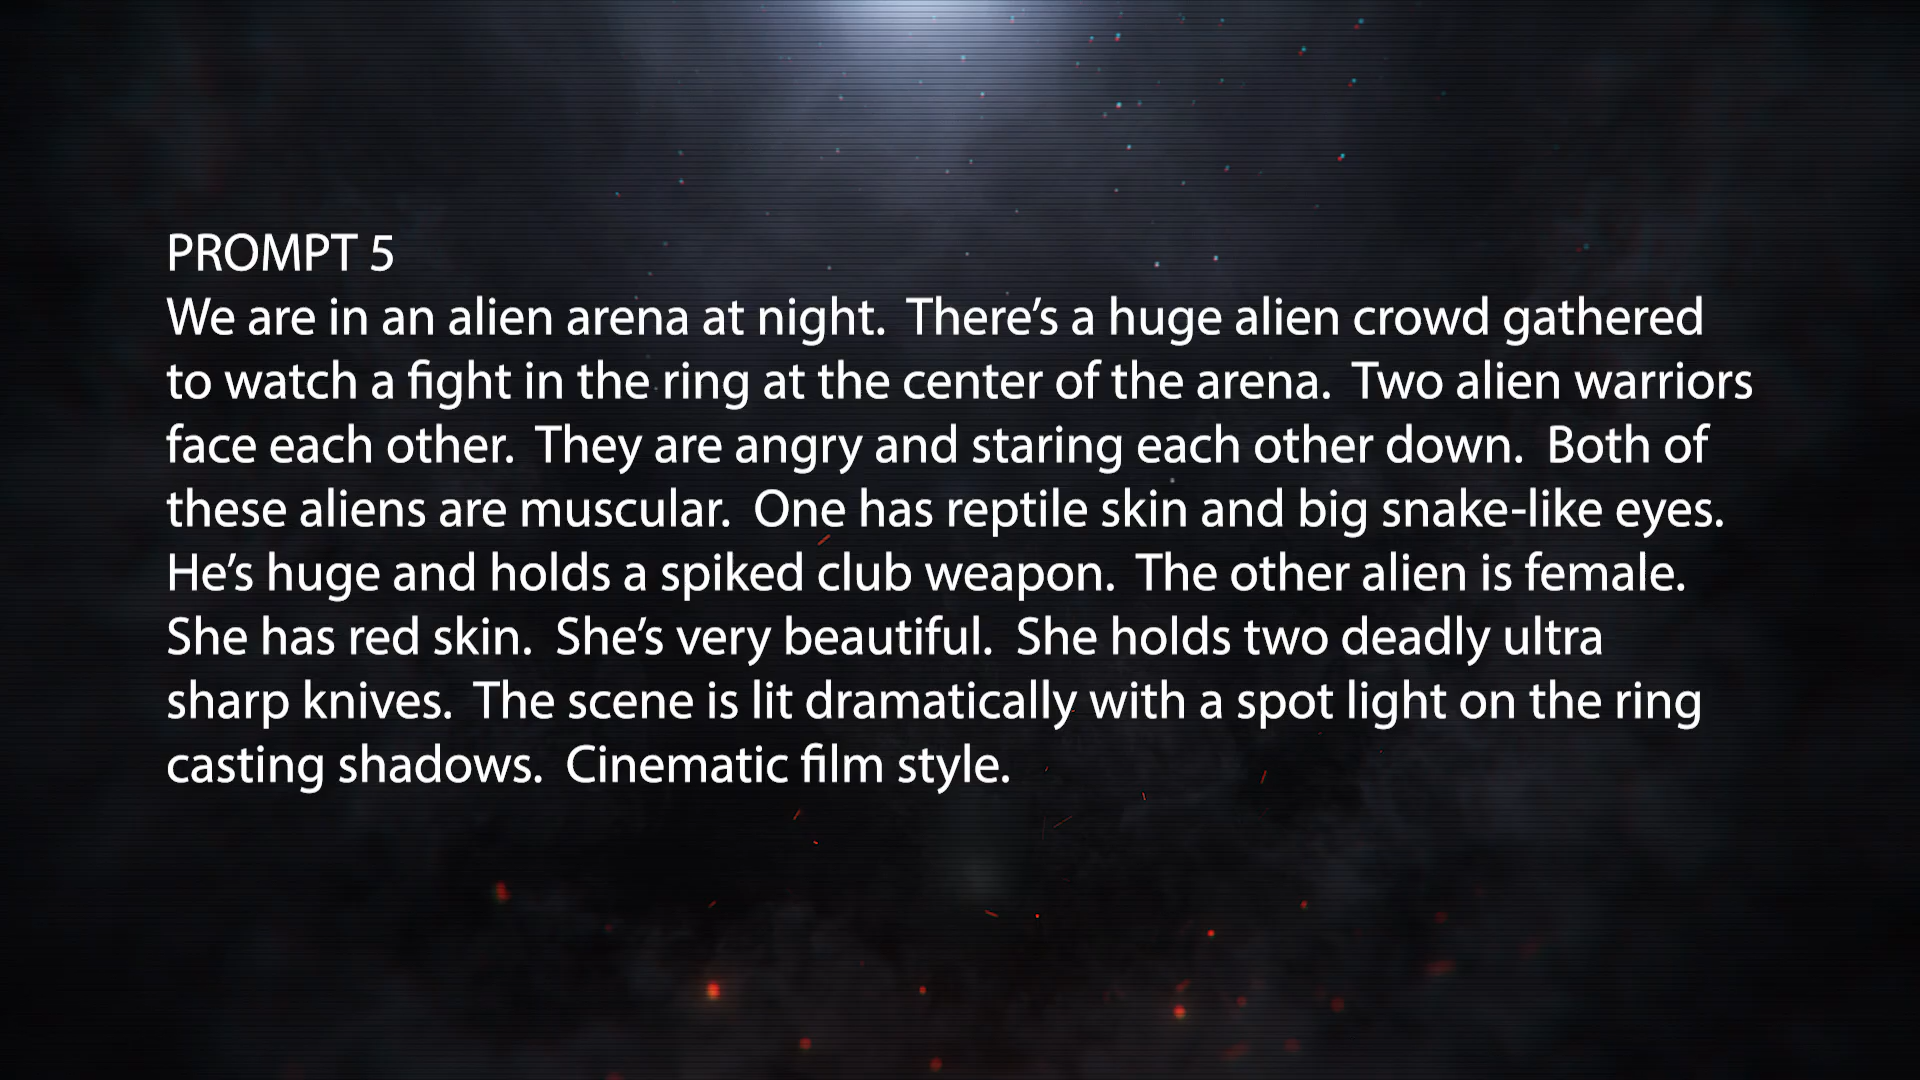 PROMPT 5
We are in an alien arena at night.  There’s a huge alien crowd gathered
to watch a fight in the ring at the center of the arena.  Two alien warriors
face each other.  They are angry and staring each other down.  Both of
these aliens are muscular.  One has reptile skin and big snake-like eyes.
He’s huge and holds a spiked club weapon.  The other alien is female.
She has red skin.  She’s very beautiful.  She holds two deadly ultra
sharp knives.  The scene is lit dramatically with a spot light on the ring
casting shadows.  Cinematic film style.